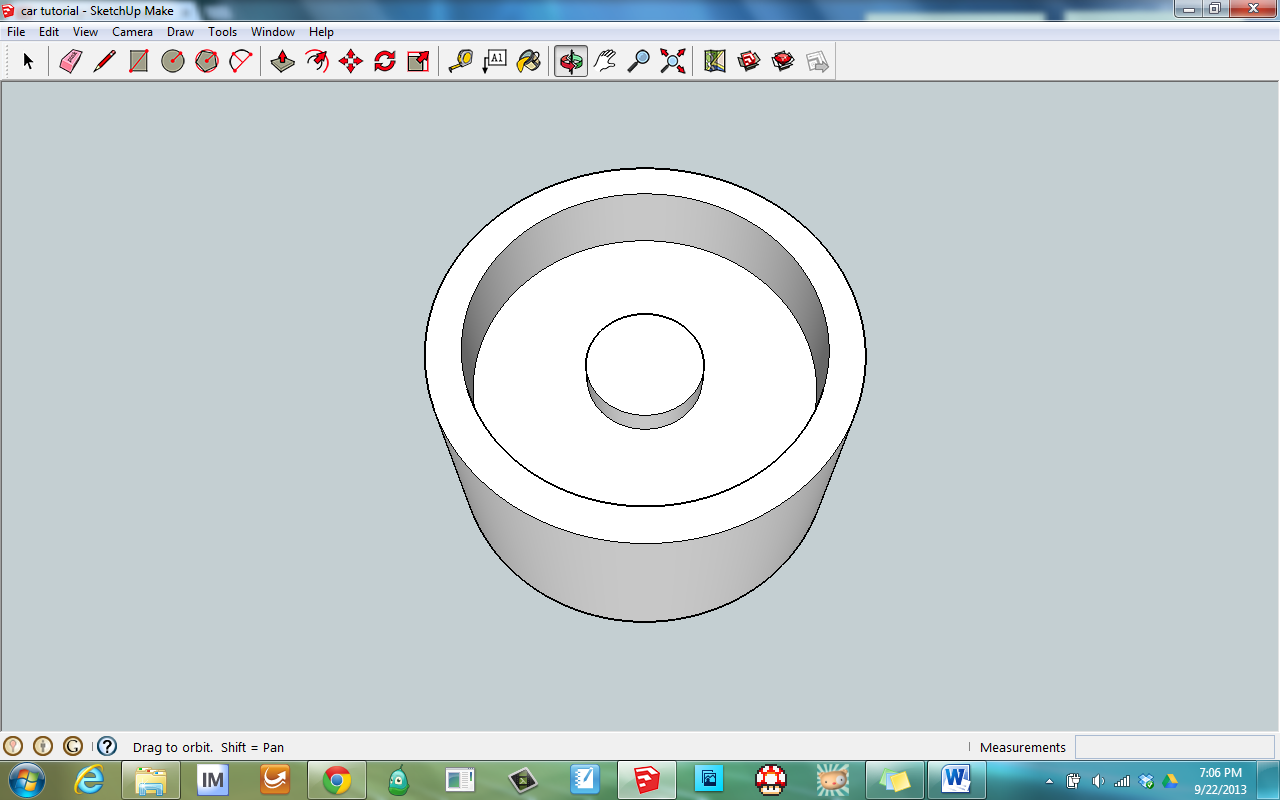 car tutorial - SketchUp Make
File Edit View Camera Draw Tools Window Help
A1
G ? Drag to orbit. Shift = Pan Measurements
IM W
7:06 PM
9/22/2013